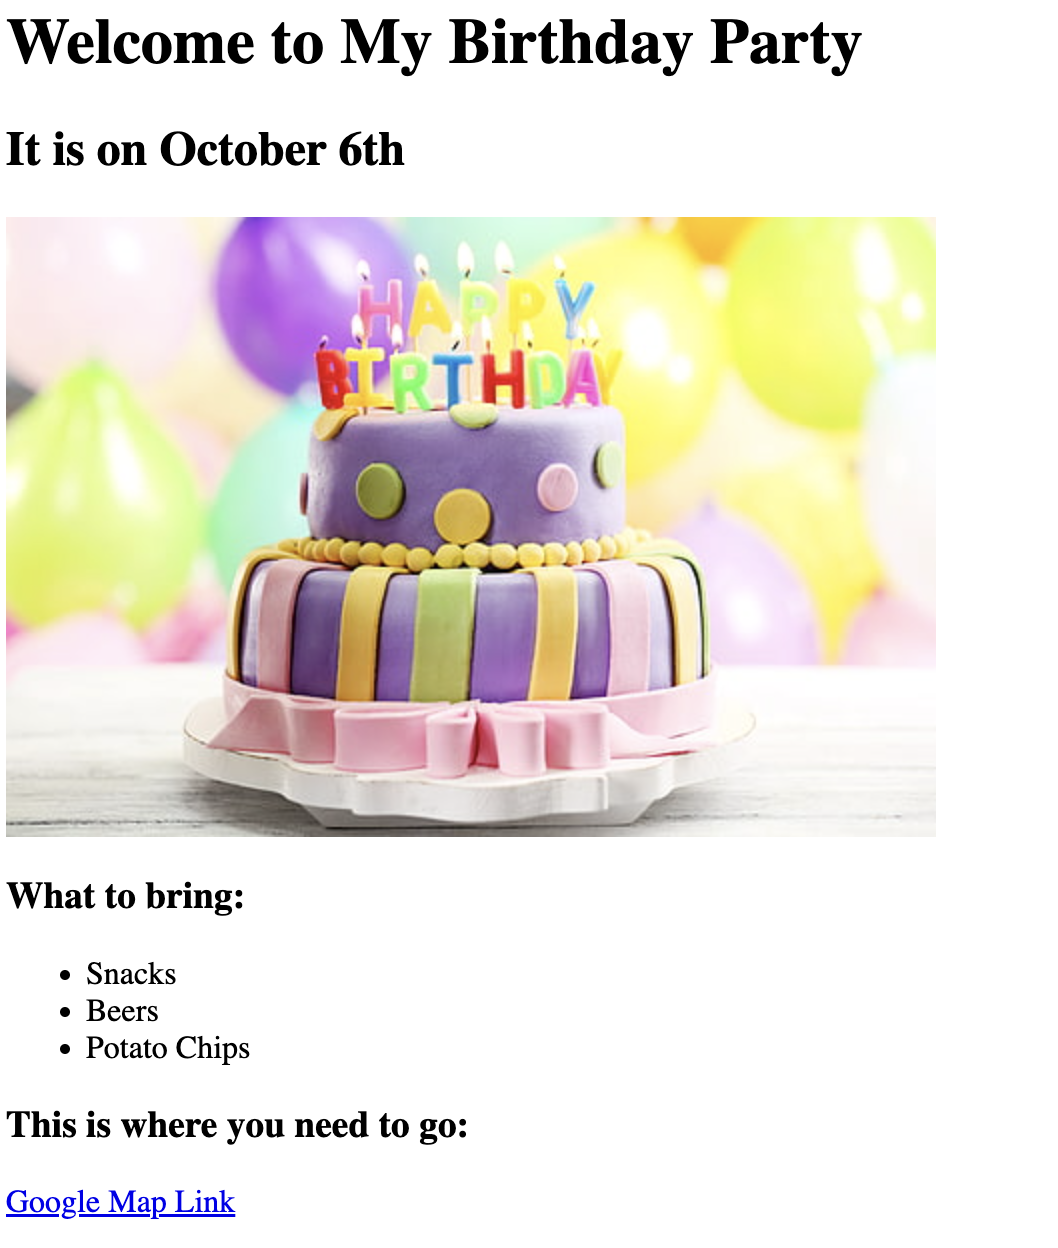 Welcome to My Birthday Party
It is on October 6th
HAPPY
BIRTHDAY
What to bring:
Snacks
Beers
Potato Chips
This is where you need to go:
Google Map Link